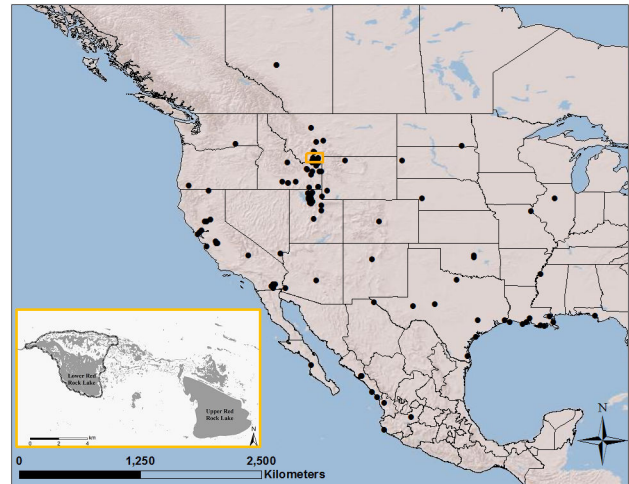 Lower Red
Rock Lake
Upper Red
Rock Lake
0 2 4 km
N
N
0 1,250 2,500
Kilometers